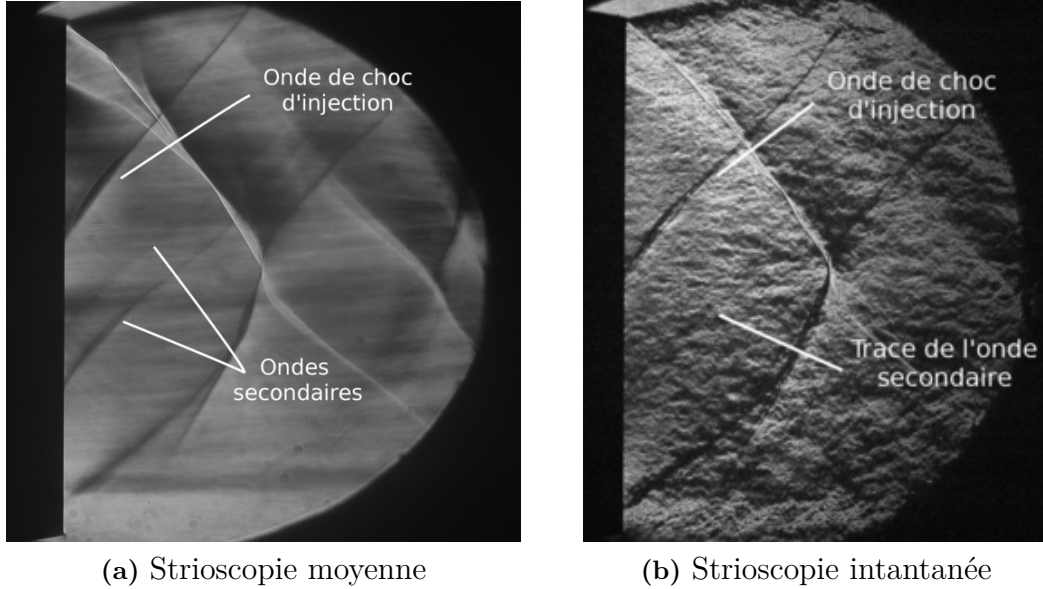 Onde de choc
d'injection
Ondes
secondaires
Onde de choc
d'injection
Trace de l'onde
secondaire
(a) Strioscopie moyenne
(b) Strioscopie intantanée